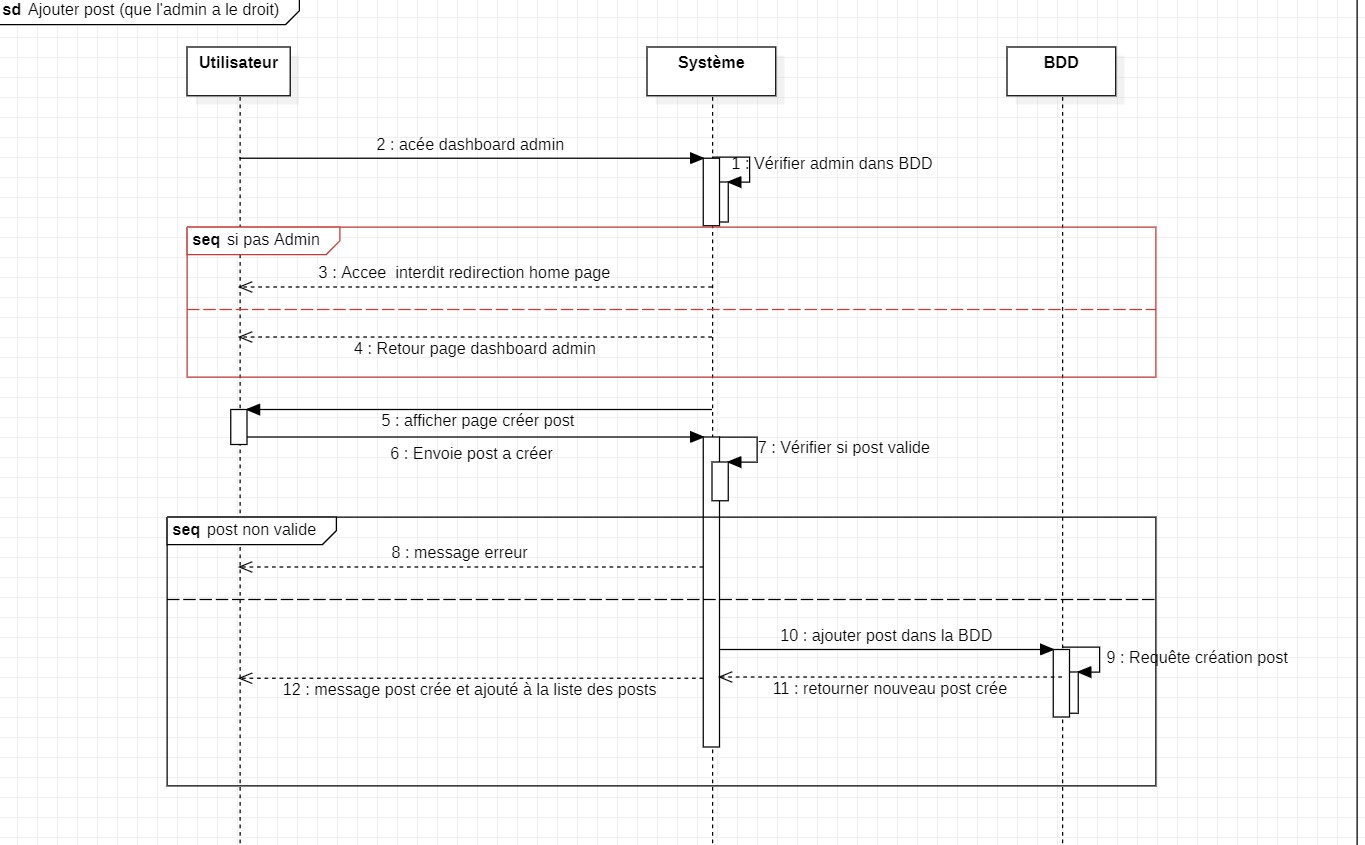 sd Ajouter post (que l'admin a le droit)
Utilisateur
Système
BDD
2 : acée dashboard admin
1 : Vérifier admin dans BDD
seq si pas Admin
3 : Accee  interdit redirection home page
4 : Retour page dashboard admin
5 : afficher page créer post
6 : Envoie post a créer
7 : Vérifier si post valide
seq post non valide
8 : message erreur
10 : ajouter post dans la BDD
9 : Requête création post
12 : message post crée et ajouté à la liste des posts
11 : retourner nouveau post crée